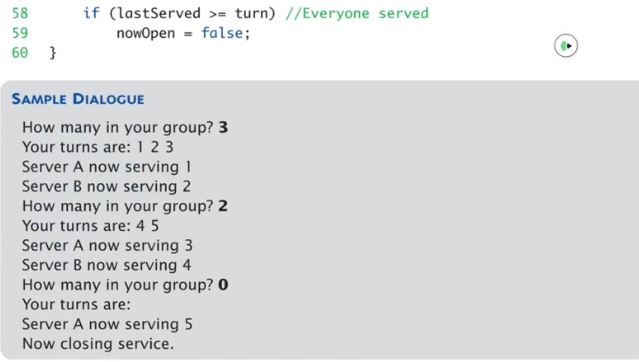 58 if (lastServed >= turn) //Everyone served
59 nowOpen = false;
60 }
SAMPLE DIALOGUE
How many in your group? 3
Your turns are: 1 2 3
Server A now serving 1
Server B now serving 2
How many in your group? 2
Your turns are: 4 5
Server A now serving 3
Server B now serving 4
How many in your group? 0
Your turns are:
Server A now serving 5
Now closing service.